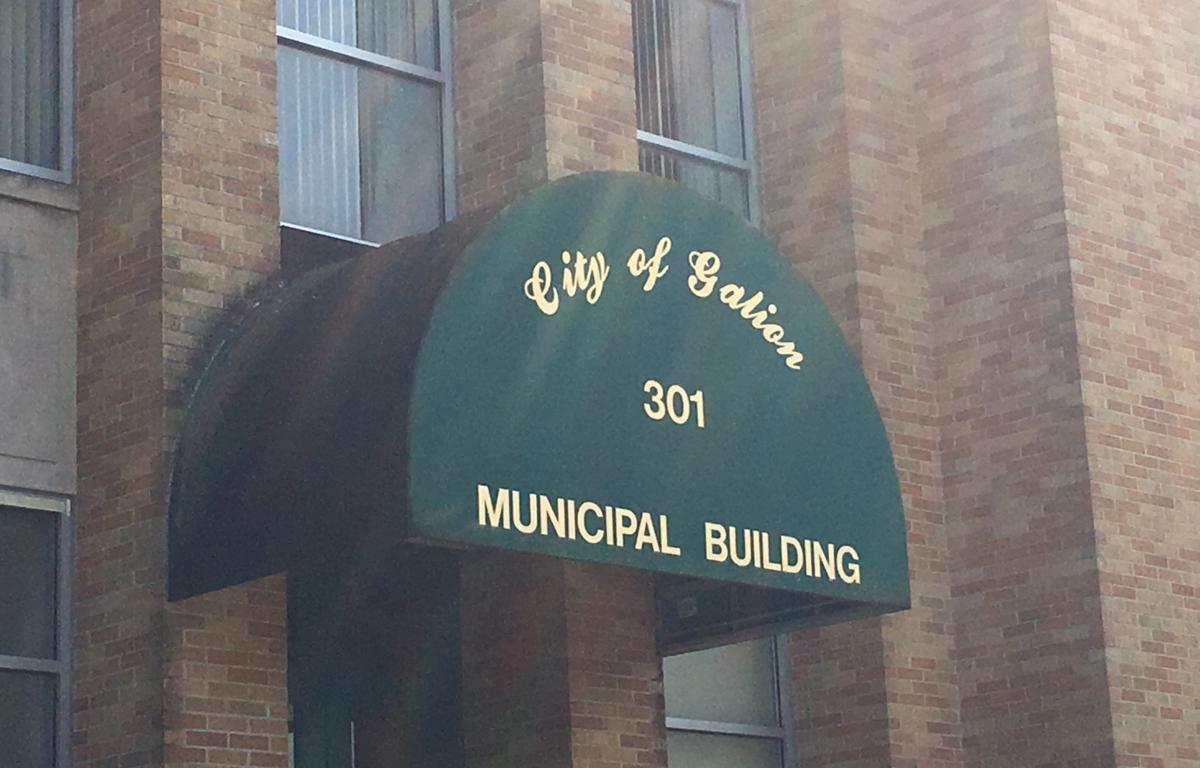 City of Galion
301
MUNICIPAL BUILDING